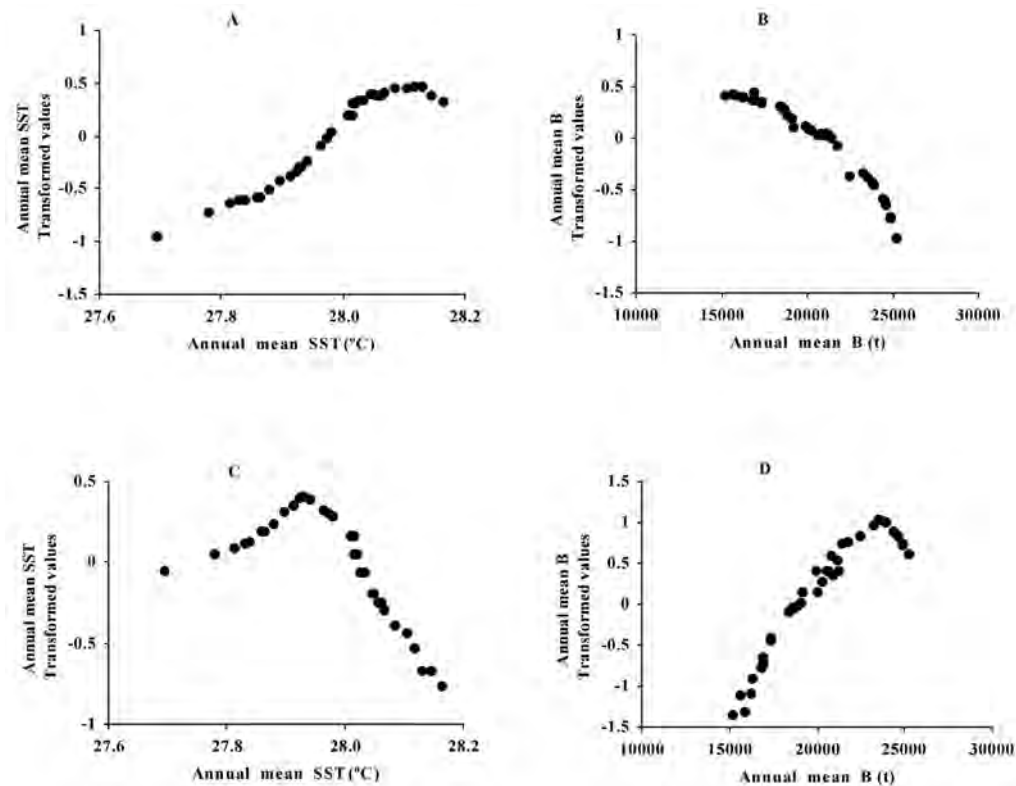 A
Annual mean SST
Transformed values
1
0.5
0
-0.5
-1
-1.5
27.6
27.8
28.0
28.2
Annual mean SST(ºC)
B
Annual mean B
Transformed values
1
0.5
0
-0.5
-1
-1.5
10000
15000
20000
25000
30000
Annual mean B (t)
C
Annual mean SST
Transformed values
0.5
0
-0.5
-1
27.6
27.8
28.0
28.2
Annual mean SST(ºC)
D
Annual mean B
Transformed values
1.5
1
0.5
0
-0.5
-1
-1.5
10000
15000
20000
25000
30000
Annual mean B (t)